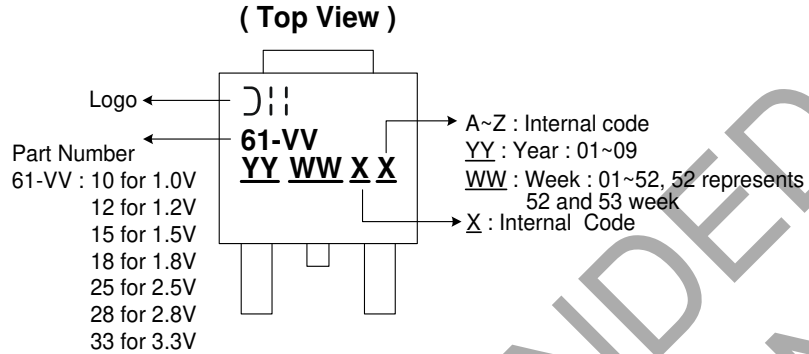 ( Top View )
Logo
61-VV
YY WW X X
Part Number
61-VV : 10 for 1.0V
12 for 1.2V
15 for 1.5V
18 for 1.8V
25 for 2.5V
28 for 2.8V
33 for 3.3V
A~Z : Internal code
YY : Year : 01~09
WW : Week : 01~52, 52 represents
52 and 53 week
X : Internal Code
NDED